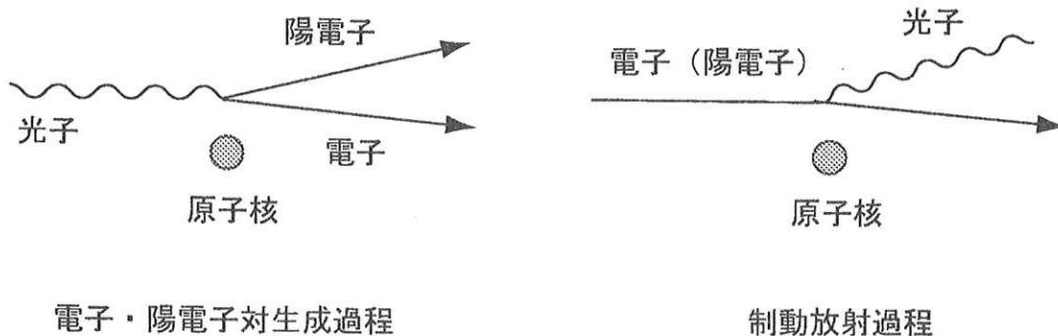 陽電子
光子
電子
原子核
電子・陽電子対生成過程
光子
電子（陽電子）
原子核
制動放射過程